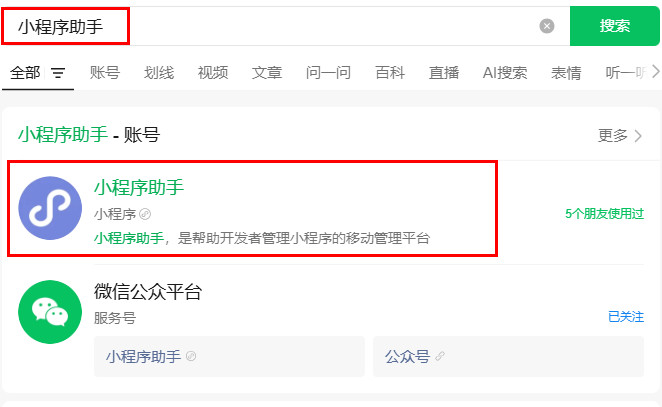 小程序助手 搜索
全部 账号 划线 视频 文章 问一问 百科 直播 AI搜索 表情 听一听
小程序助手 - 账号 更多
小程序助手
小程序
5个朋友使用过
小程序助手，是帮助开发者管理小程序的移动管理平台
微信公众平台
服务号 已关注
小程序助手 公众号